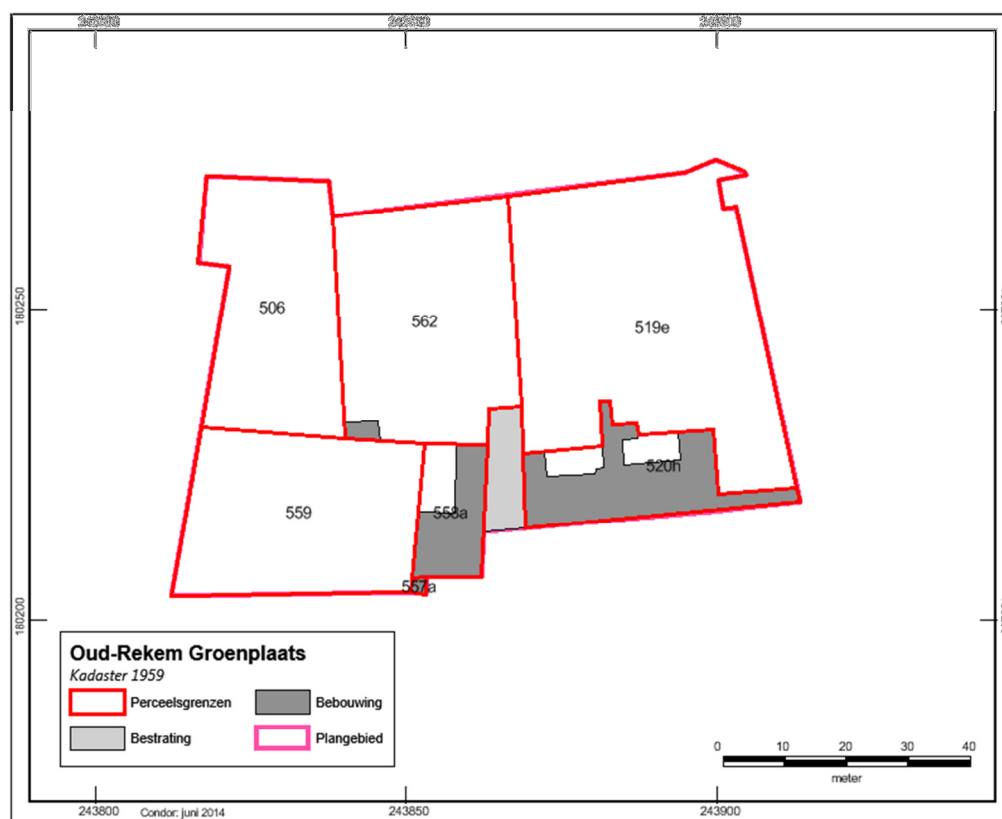 506
562
519e
520h
559
558a
557a
180250
180200
180200
Oud-Rekem Groenplaats
Kadaster 1959
Perceelsgrenzen
Bebouwing
Bestrating
Plangebied
0 10 20 30 40
meter
243800
Condor: juni 2014
243850
243900